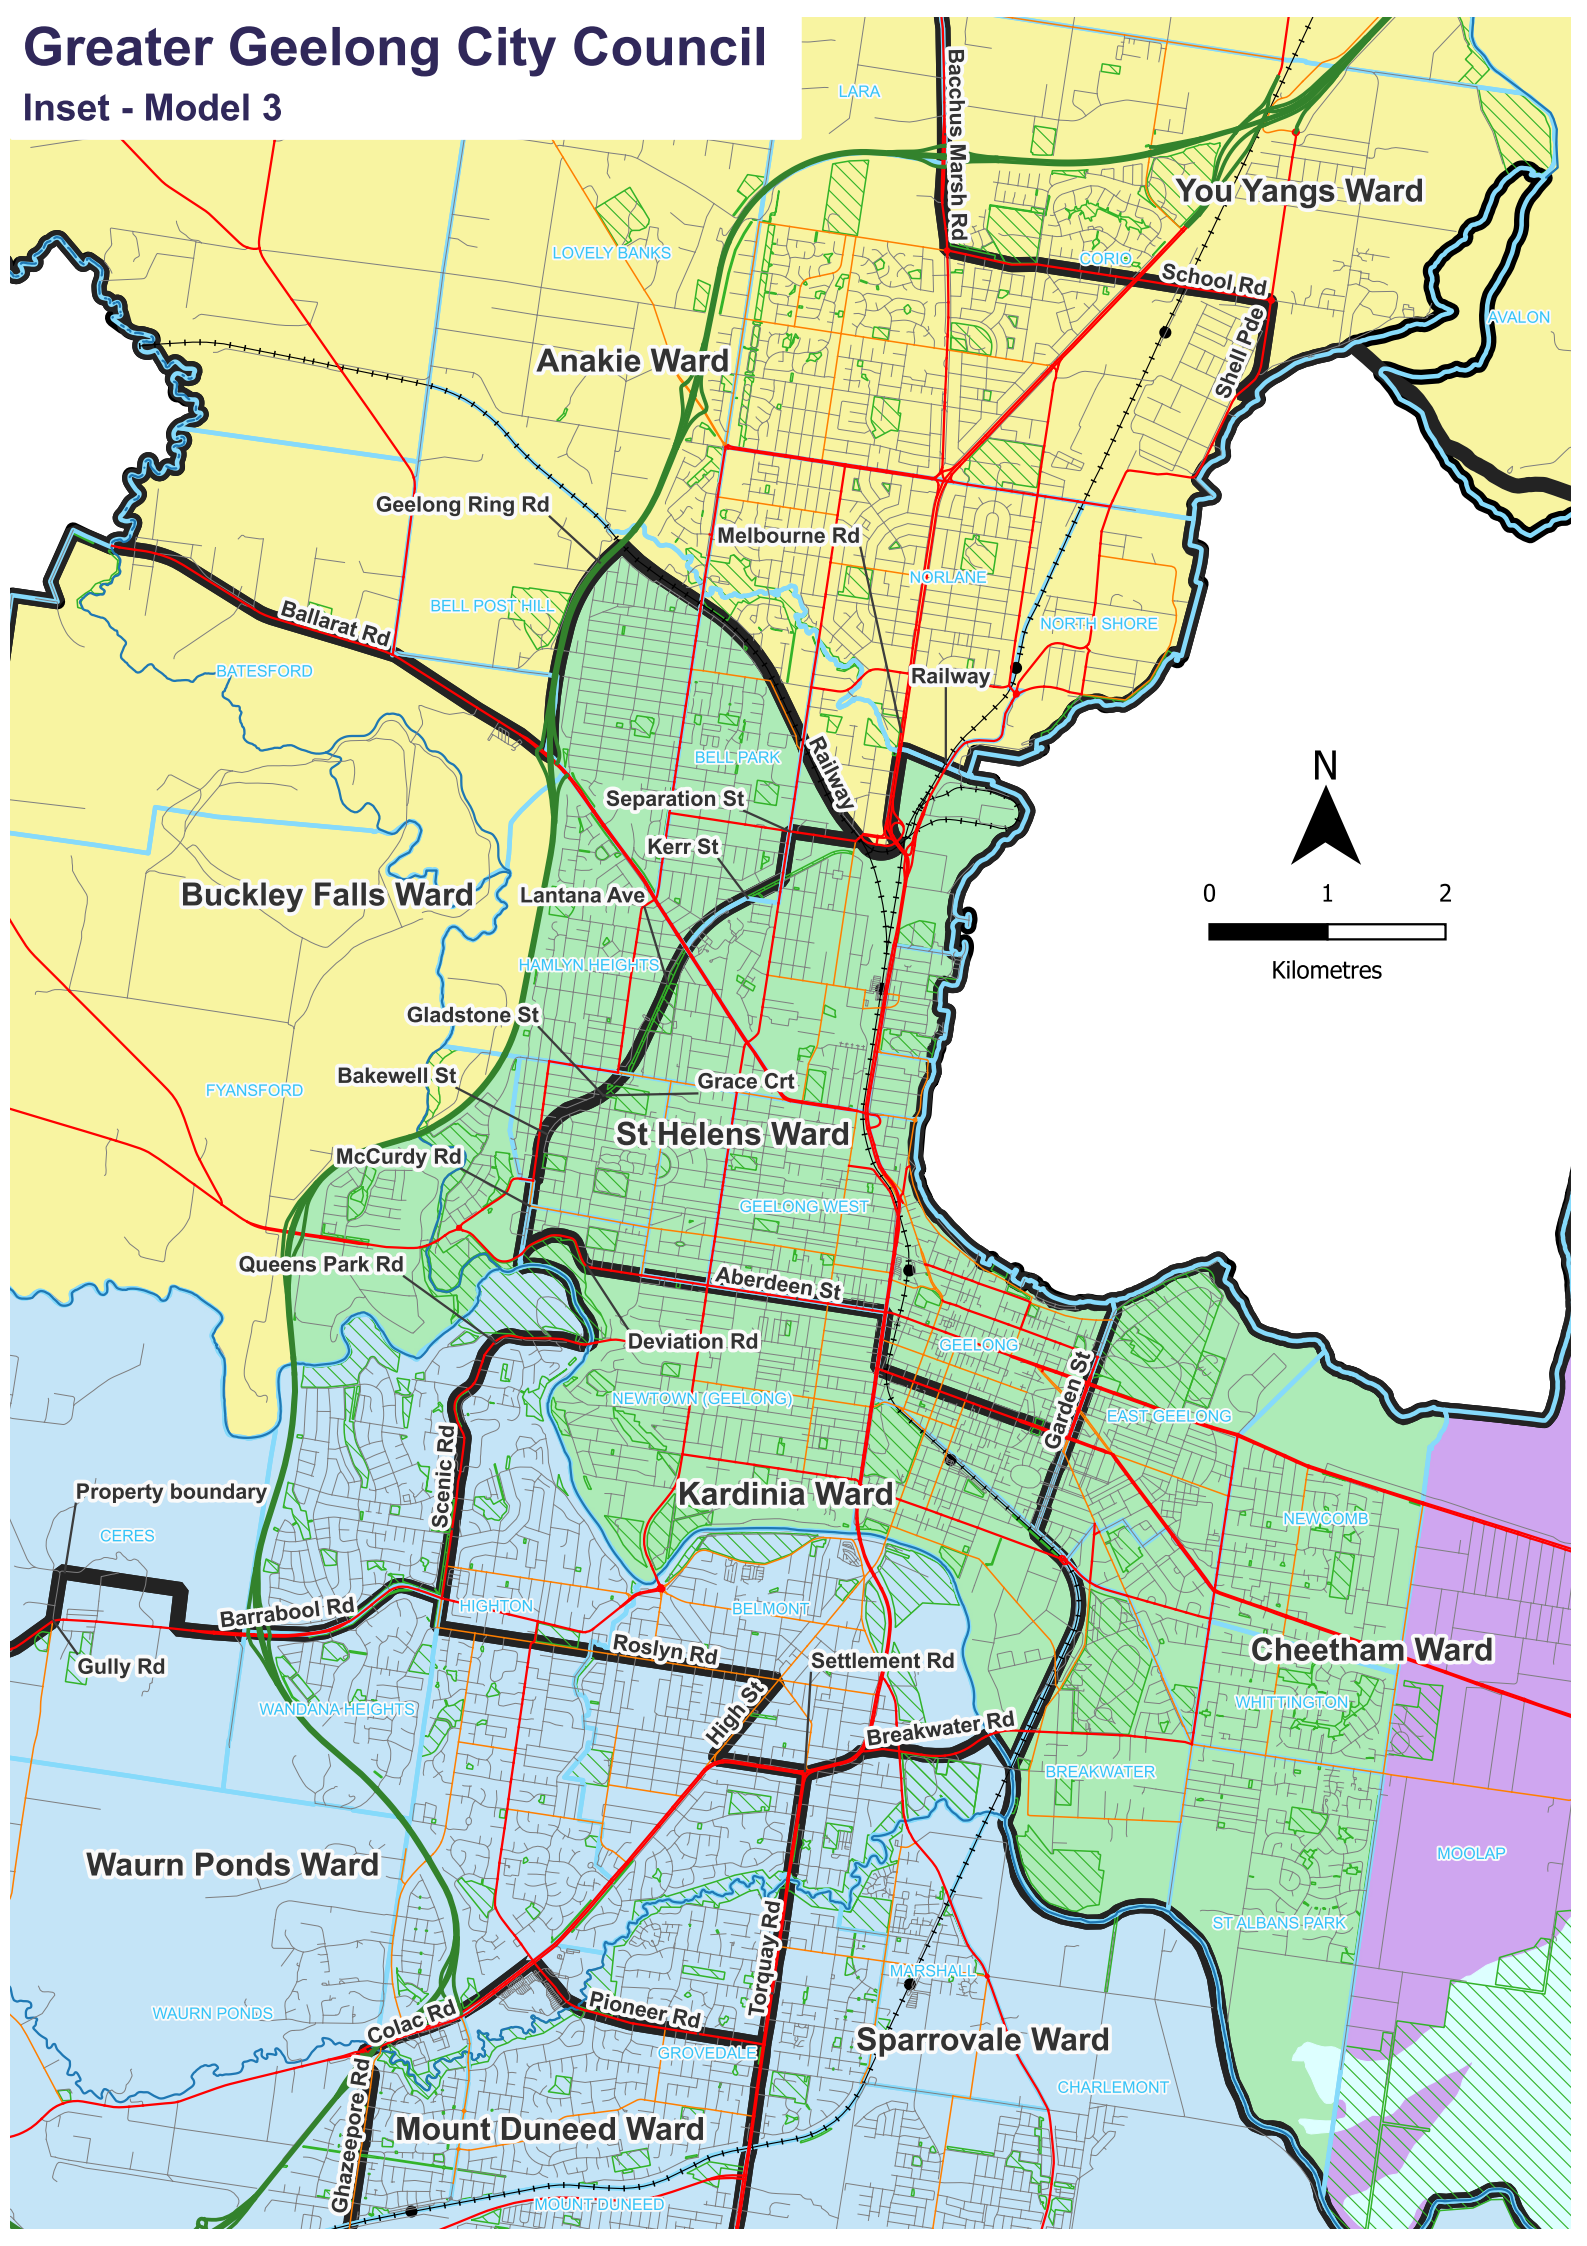 Greater Geelong City Council
Inset - Model 3
LARA
Bacchus Marsh Rd
You Yangs Ward
LOVELY BANKS
CORIO
School Rd
AVALON
Shell Pde
Anakie Ward
Geelong Ring Rd
Melbourne Rd
NORLANE
BELL POST HILL
Ballarat Rd
NORTH SHORE
BATESFORD
Railway
BELL PARK
Railway
N
Separation St
Kerr St
Buckley Falls Ward
Lantana Ave
0 1 2
Kilometres
HAMLYN HEIGHTS
Gladstone St
Bakewell St
Grace Crt
FYANSFORD
St Helens Ward
McCurdy Rd
GEELONG WEST
Queens Park Rd
Aberdeen St
Deviation Rd
GEELONG
NEWTOWN (GEELONG)
Garden St
EAST GEELONG
Scenic Rd
Property boundary
Kardinia Ward
CERES
NEWCOMB
Barrabool Rd
HIGHTON
BELMONT
Roslyn Rd
Settlement Rd
Cheetham Ward
Gully Rd
WANDANA HEIGHTS
High St
Breakwater Rd
WHITTINGTON
BREAKWATER
Waurn Ponds Ward
MOOLAP
Torquay Rd
ST ALBANS PARK
MARSHALL
WAURN PONDS
Colac Rd
Pioneer Rd
Sparrovale Ward
GROVEDALE
CHARLEMONT
Ghazeepore Rd
Mount Duneed Ward
MOUNT DUNEED